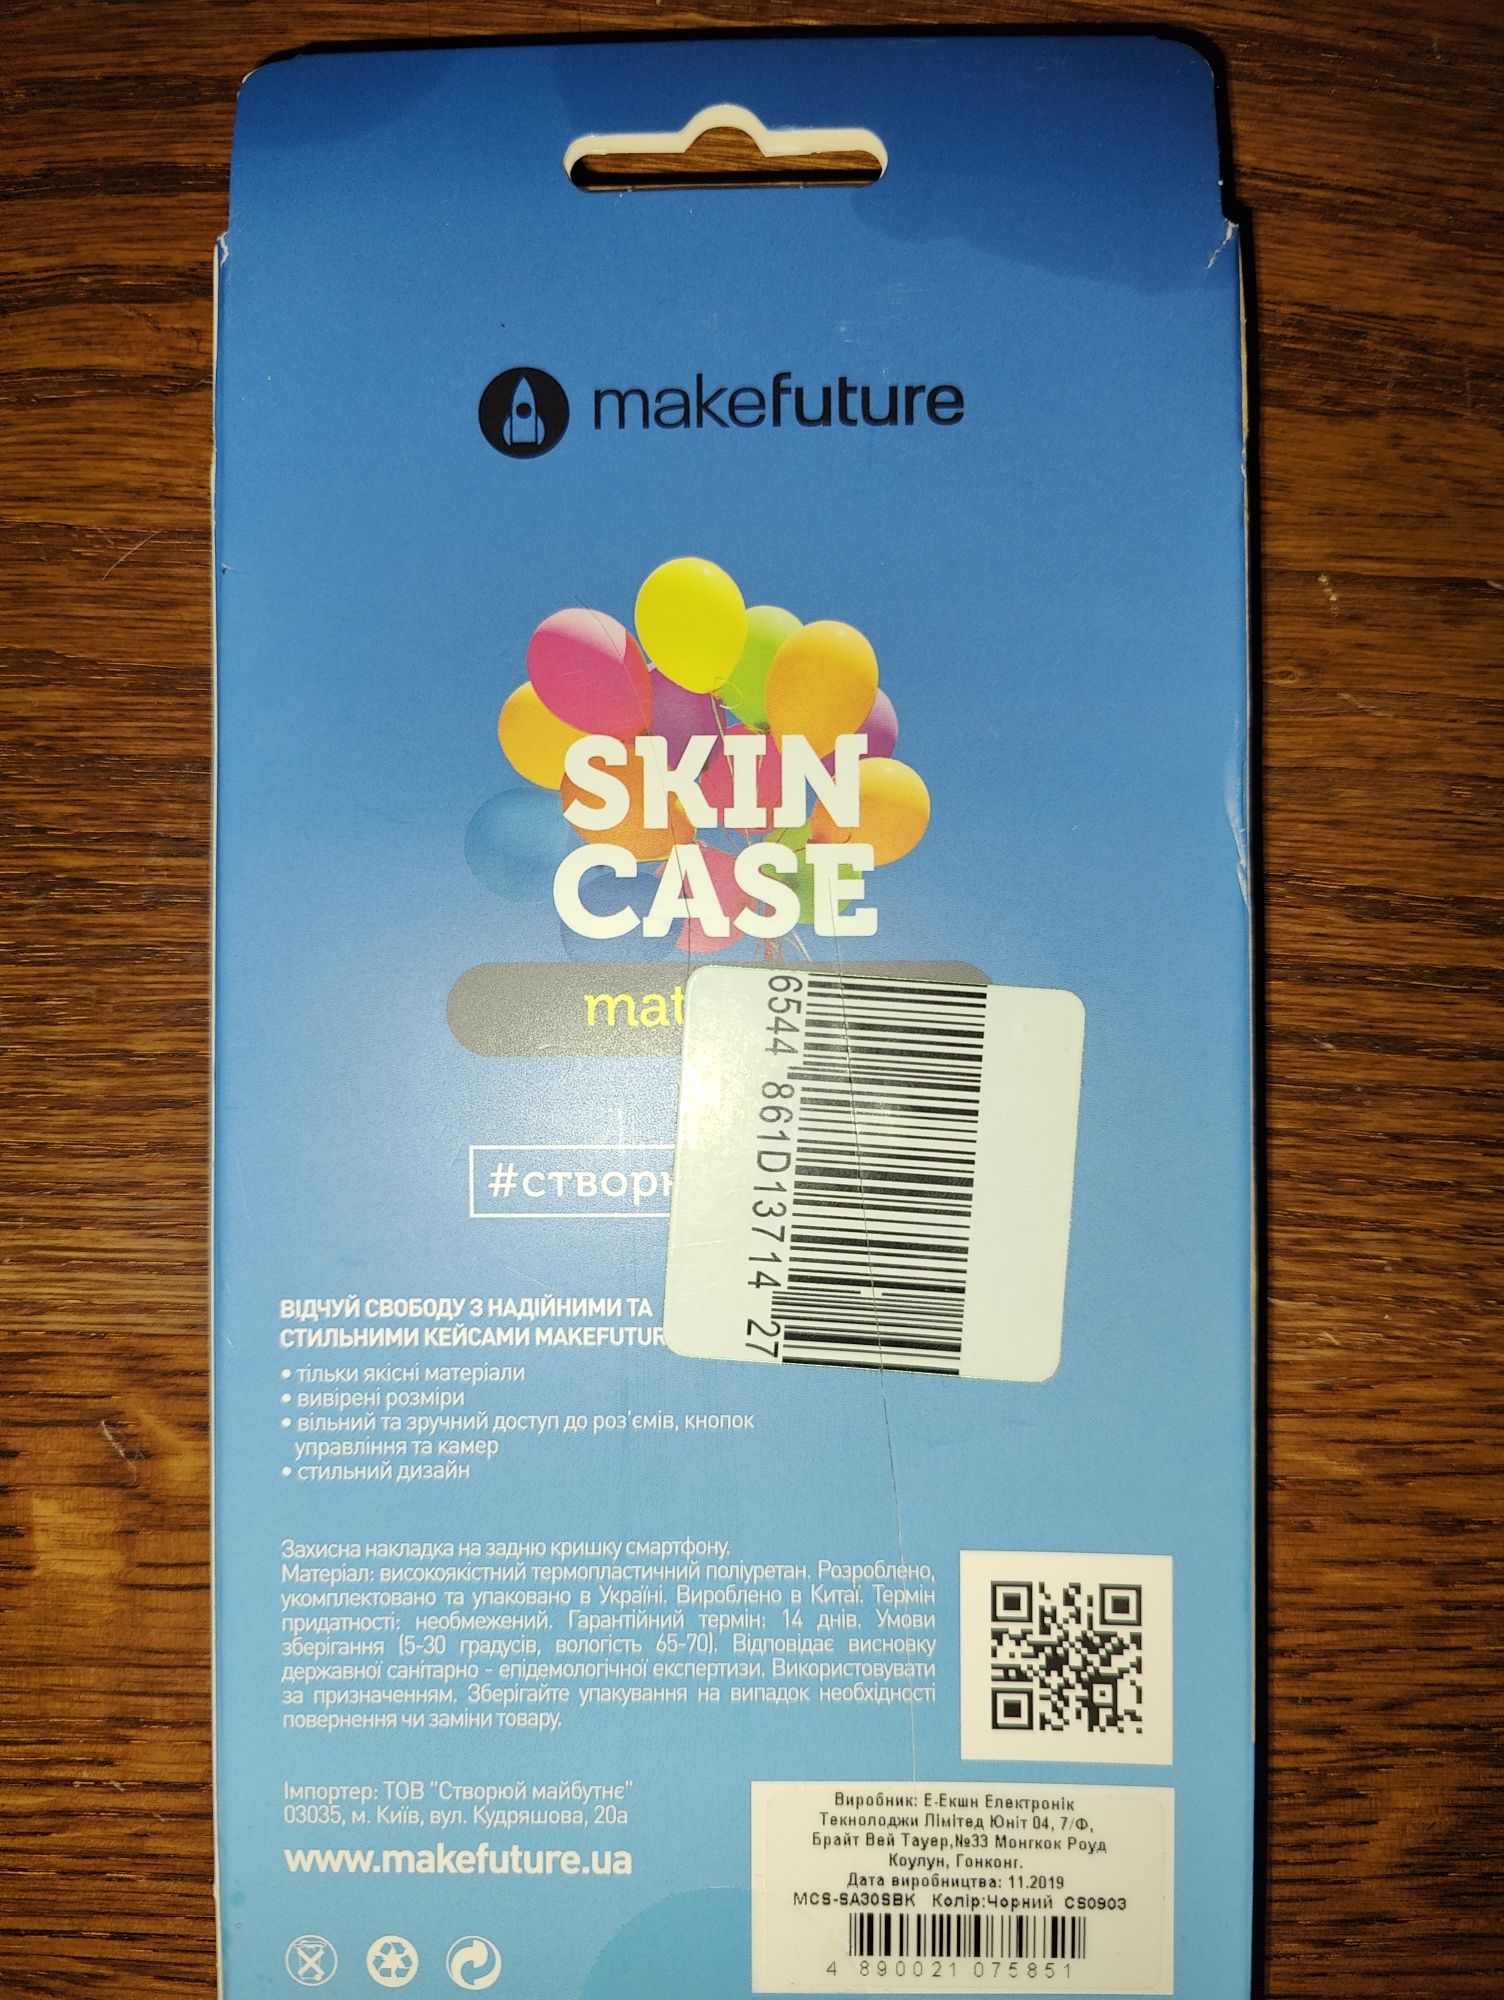 makefuture
SKIN
CASE
6544 861D13714 27
ВІДЧУЙ СВОБОДУ З НАДІЙНИМИ ТА
СТИЛЬНИМИ КЕЙСАМИ
• тільки якісні матеріали
• вивірені розміри
• вільний та зручний доступ до роз'ємів, кнопок
управління та камер
• стильний дизайн
Захисна накладка на задню кришку смартфону.
Матеріал: високоякістний термопластичний поліуретан. Розроблено,
укомплектовано та упаковано в Україні. Вироблено в Китаї. Термін
придатності: необмежений. Гарантійний термін: 14 днів. Умови
зберігання (5-30 градусів, вологість 65-70). Відповідає висновку
державної санітарно - епідемологічної експертизи. Використовувати
за призначенням. Зберігайте упакування на випадок необхідності
повернення чи заміни товару.
Імпортер: ТОВ "Створюй майбутнє"
03035, м. Київ, вул. Кудряшова, 20а
www.makefuture.ua
Виробник: Е-Екшн Електронік
Текнолоджи Лімітед Юніт 04, 7/Ф,
Брайт Вей Тауер,№33 Монгкок Роуд
Коулун, Гонконг.
Дата виробництва: 11.2019
MCS-SA30SBK Колір:Чорний CS0903
4 890021 075851